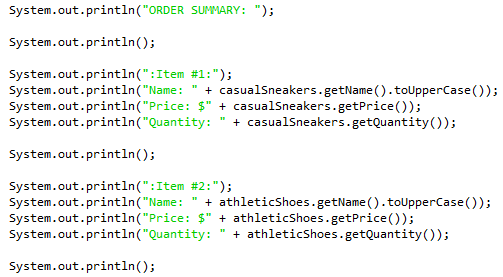 System.out.println("ORDER SUMMARY: ");
System.out.println();
System.out.println(":Item #1:");
System.out.println("Name: " + casualSneakers.getName().toUpperCase());
System.out.println("Price: $" + casualSneakers.getPrice());
System.out.println("Quantity: " + casualSneakers.getQuantity());
System.out.println();
System.out.println(":Item #2:");
System.out.println("Name: " + athleticShoes.getName().toUpperCase());
System.out.println("Price: $" + athleticShoes.getPrice());
System.out.println("Quantity: " + athleticShoes.getQuantity());
System.out.println();